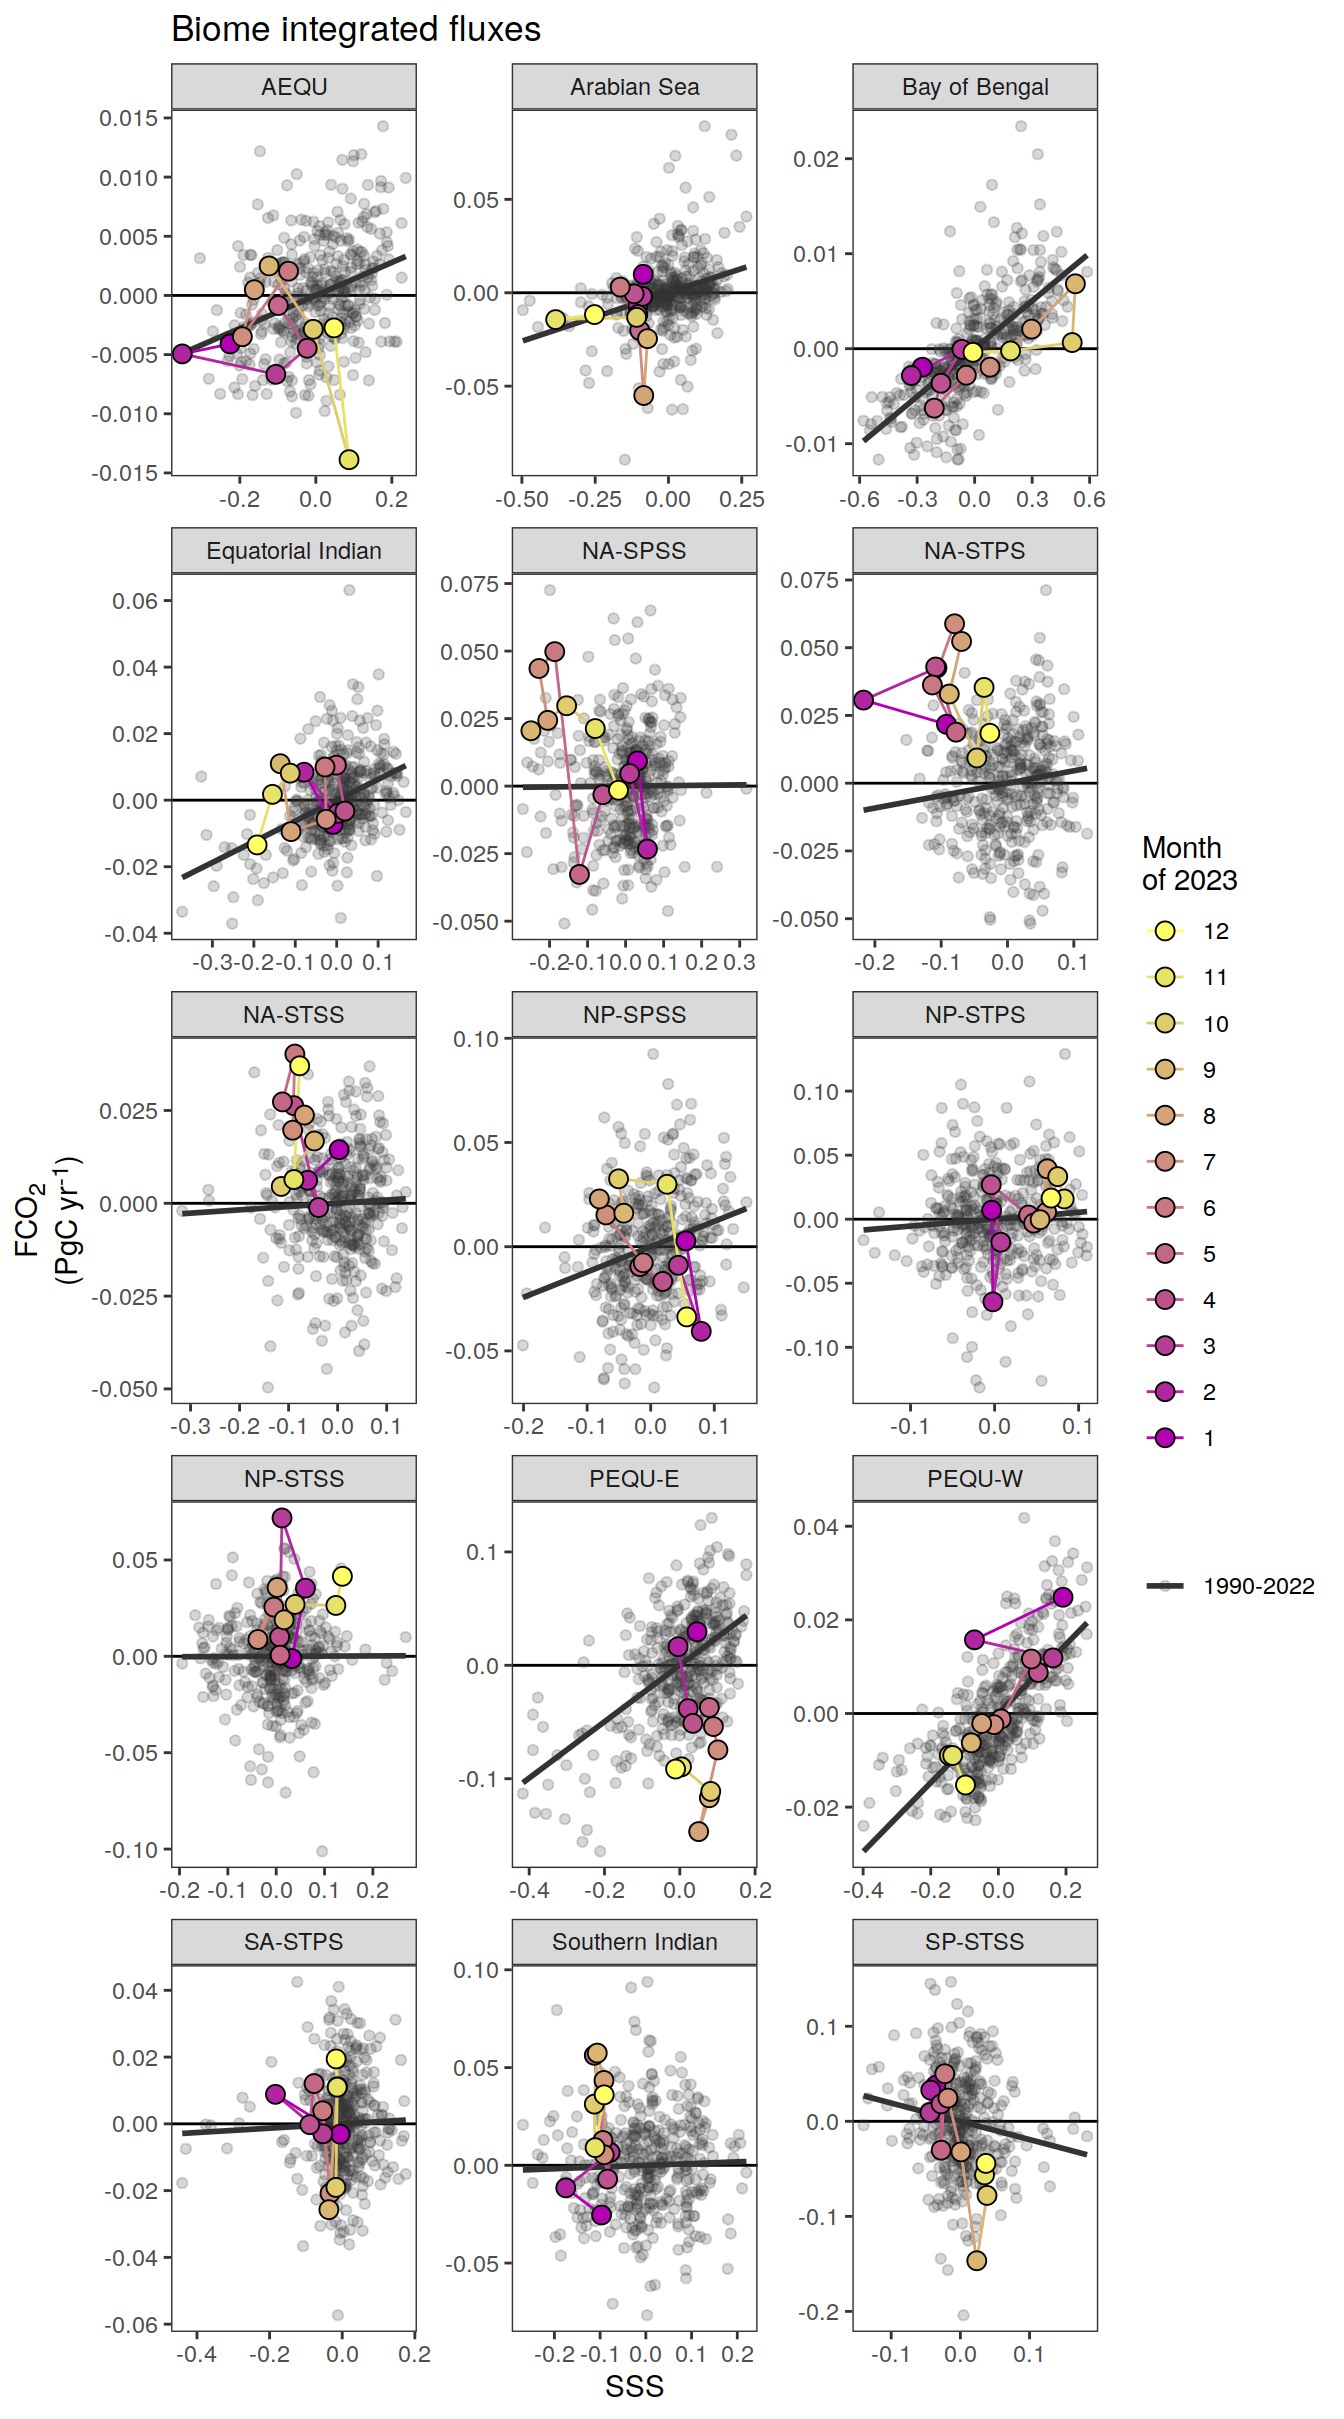 Biome integrated fluxes
AEQU
Arabian Sea
Bay of Bengal
0.015
0.010
0.005
0.000
-0.005
-0.010
-0.015
0.05
0.00
-0.05
0.02
0.01
0.00
-0.01
-0.2 0.0 0.2
-0.50 -0.25 0.00 0.25
-0.6 -0.3 0.0 0.3 0.6
Equatorial Indian
NA-SPSS
NA-STPS
0.06
0.04
0.02
0.00
-0.02
-0.04
0.075
0.050
0.025
0.000
-0.025
-0.050
0.075
0.050
0.025
0.000
-0.025
-0.050
-0.3 -0.2 -0.1 0.0 0.1
-0.2 -0.1 0.0 0.1 0.2 0.3
-0.2 -0.1 0.0 0.1
NA-STSS
NP-SPSS
NP-STPS
0.025
0.000
-0.025
-0.050
0.10
0.05
0.00
-0.05
0.10
0.05
0.00
-0.05
-0.10
-0.3 -0.2 -0.1 0.0 0.1
-0.2 -0.1 0.0 0.1
-0.1 0.0 0.1
NP-STSS
PEQU-E
PEQU-W
0.05
0.00
-0.05
-0.10
0.1
0.0
-0.1
0.04
0.02
0.00
-0.02
-0.2 -0.1 0.0 0.1 0.2
-0.4 -0.2 0.0 0.2
-0.4 -0.2 0.0 0.2
SA-STPS
Southern Indian
SP-STSS
0.04
0.02
0.00
-0.02
-0.04
-0.06
0.10
0.05
0.00
-0.05
0.1
0.0
-0.1
-0.2
-0.4 -0.2 0.0 0.2
-0.2 -0.1 0.0 0.1 0.2
-0.1 0.0 0.1
SSS
FCO2
(PgC yr-1)
Month
of 2023
12
11
10
9
8
7
6
5
4
3
2
1
1990-2022